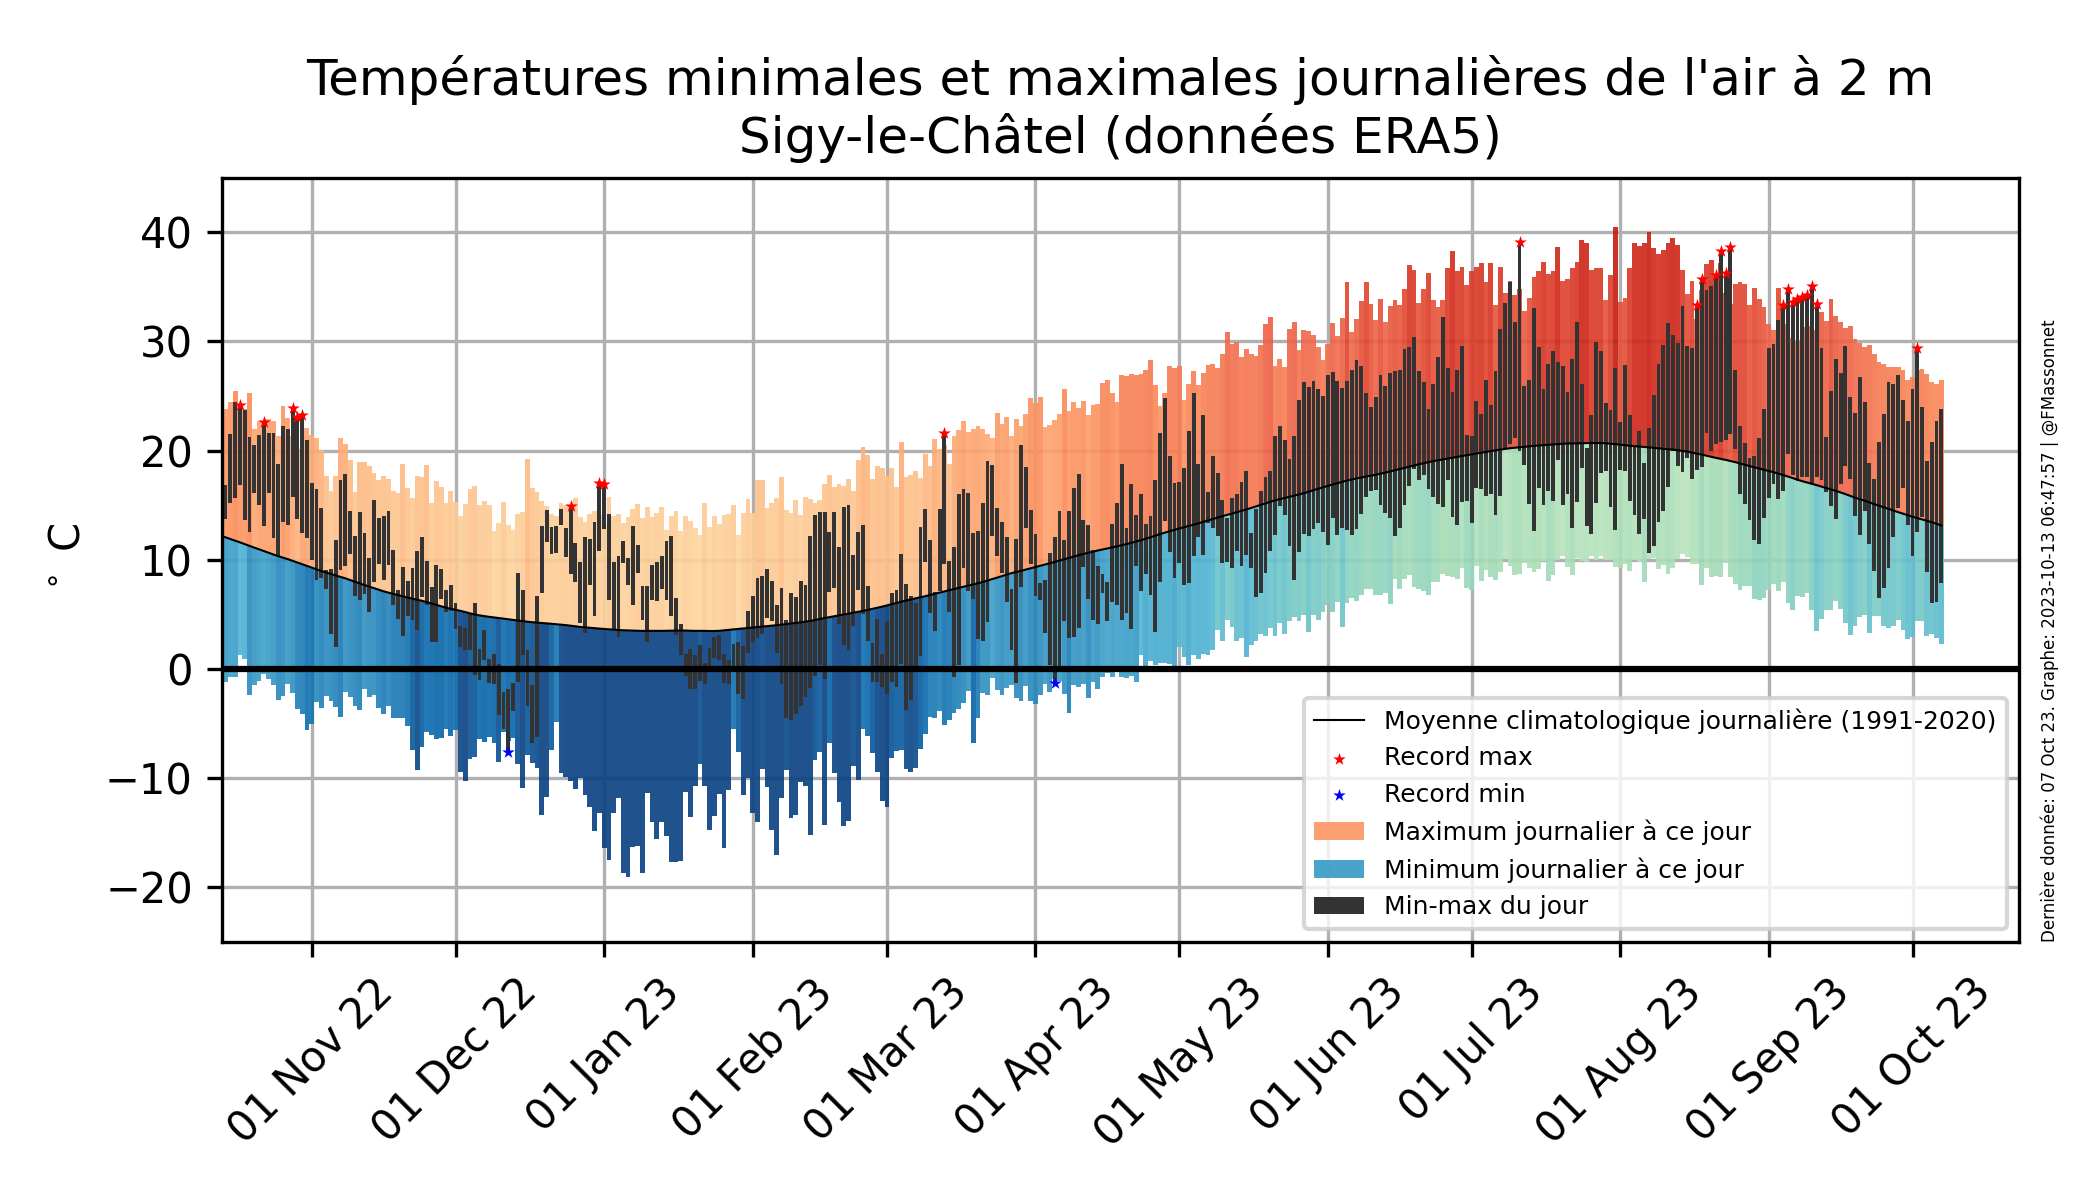 Températures minimales et maximales journalières de l'air à 2 m
Sigy-le-Châtel (données ERA5)
° C
40
30
20
10
0
−10
−20
01 Nov 22
01 Dec 22
01 Jan 23
01 Feb 23
01 Mar 23
01 Apr 23
01 May 23
01 Jun 23
01 Jul 23
01 Aug 23
01 Sep 23
01 Oct 23
Moyenne climatologique journalière (1991-2020)
Record max
Record min
Maximum journalier à ce jour
Minimum journalier à ce jour
Min-max du jour
Dernière donnée: 07 Oct 23. Graphe: 2023-10-13 06:47:57 | @FMassonnet